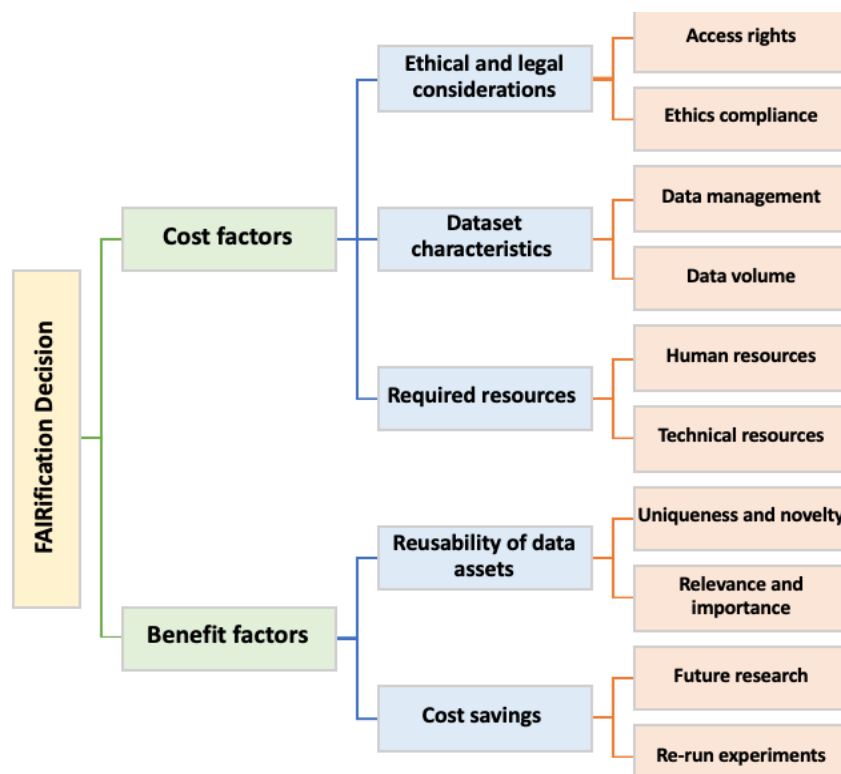 FAIRification Decision
Cost factors
Ethical and legal
considerations
Access rights
Ethics compliance
Dataset
characteristics
Data management
Data volume
Required resources
Human resources
Technical resources
Benefit factors
Reusability of data
assets
Uniqueness and novelty
Relevance and
importance
Cost savings
Future research
Re-run experiments